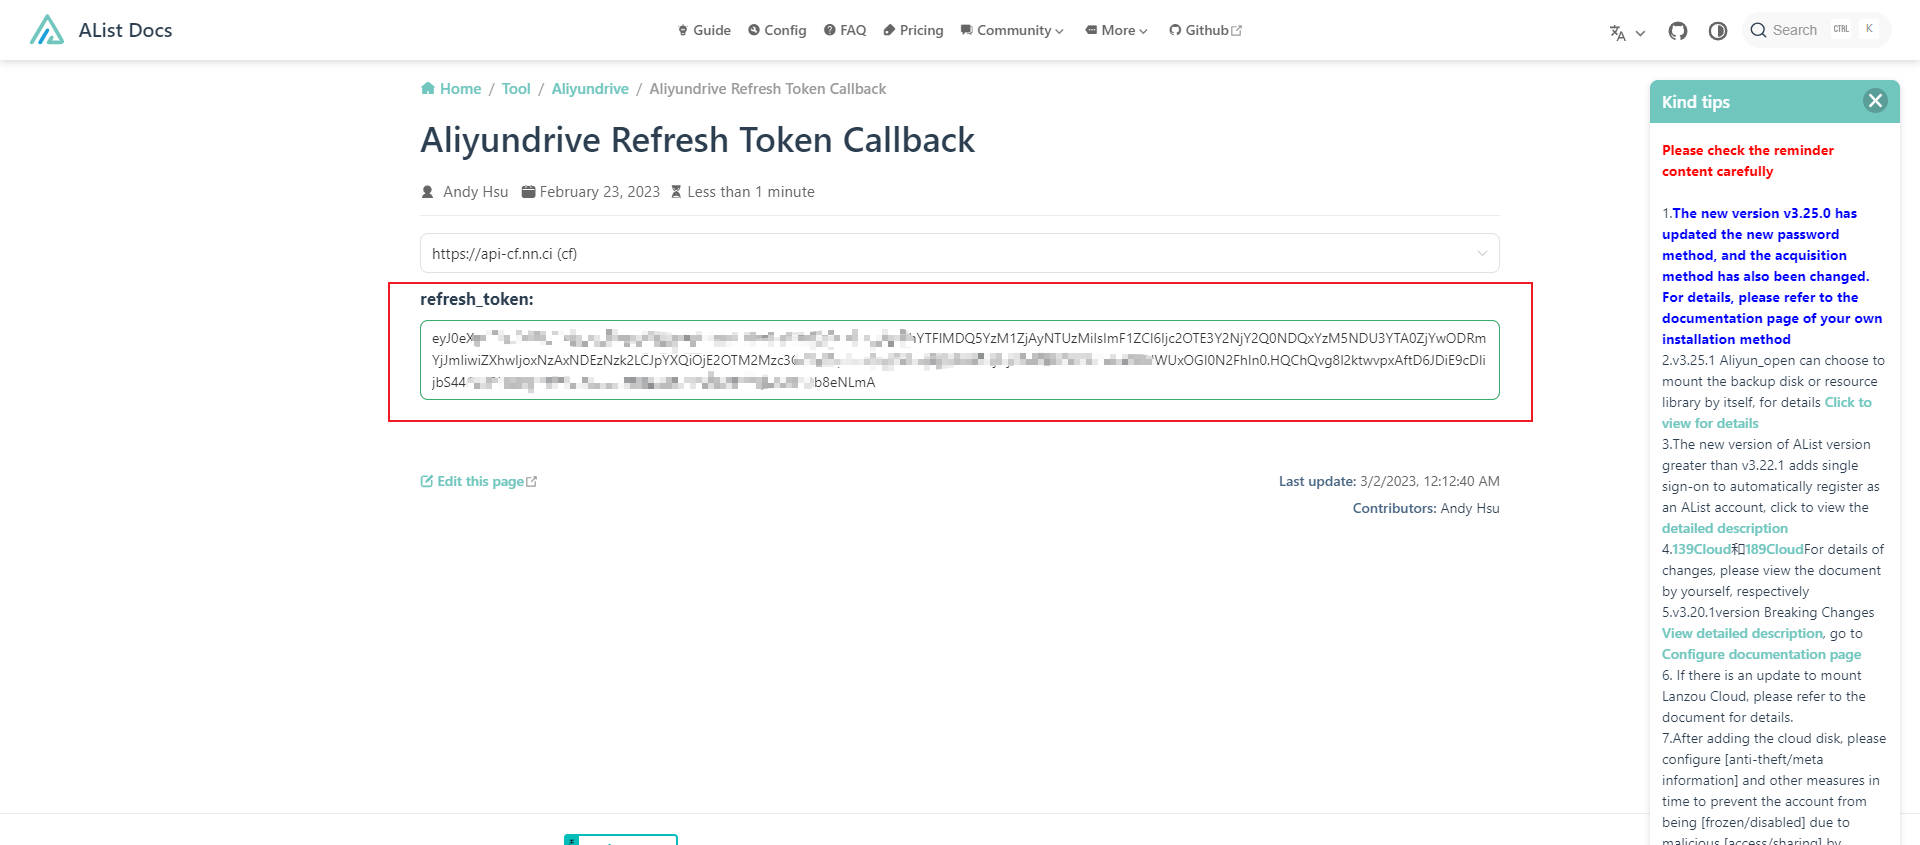 AList Docs
Guide Config FAQ Pricing Community More Github
Search CTRL K
Home / Tool / Aliyundrive / Aliyundrive Refresh Token Callback
Aliyundrive Refresh Token Callback
Andy Hsu February 23, 2023 Less than 1 minute
https://api-cf.nn.ci (cf)
refresh_token:
Edit this page
Last update: 3/2/2023, 12:12:40 AM
Contributors: Andy Hsu
Kind tips
Please check the reminder
content carefully
1.The new version v3.25.0 has
updated the new password
method, and the acquisition
method has also been changed.
For details, please refer to the
documentation page of your own
installation method
2.v3.25.1 Aliyun_open can choose to
mount the backup disk or resource
library by itself, for details Click to
view for details
3.The new version of AList version
greater than v3.22.1 adds single
sign-on to automatically register as
an AList account, click to view the
detailed description
4.139Cloud和189CloudFor details of
changes, please view the document
by yourself, respectively
5.v3.20.1version Breaking Changes
View detailed description, go to
Configure documentation page
6. If there is an update to mount
Lanzou Cloud, please refer to the
document for details.
7.After adding the cloud disk, please
configure [anti-theft/meta
information] and other measures in
time to prevent the account from
being [frozen/disabled] due to
malicious [access/sharing] by